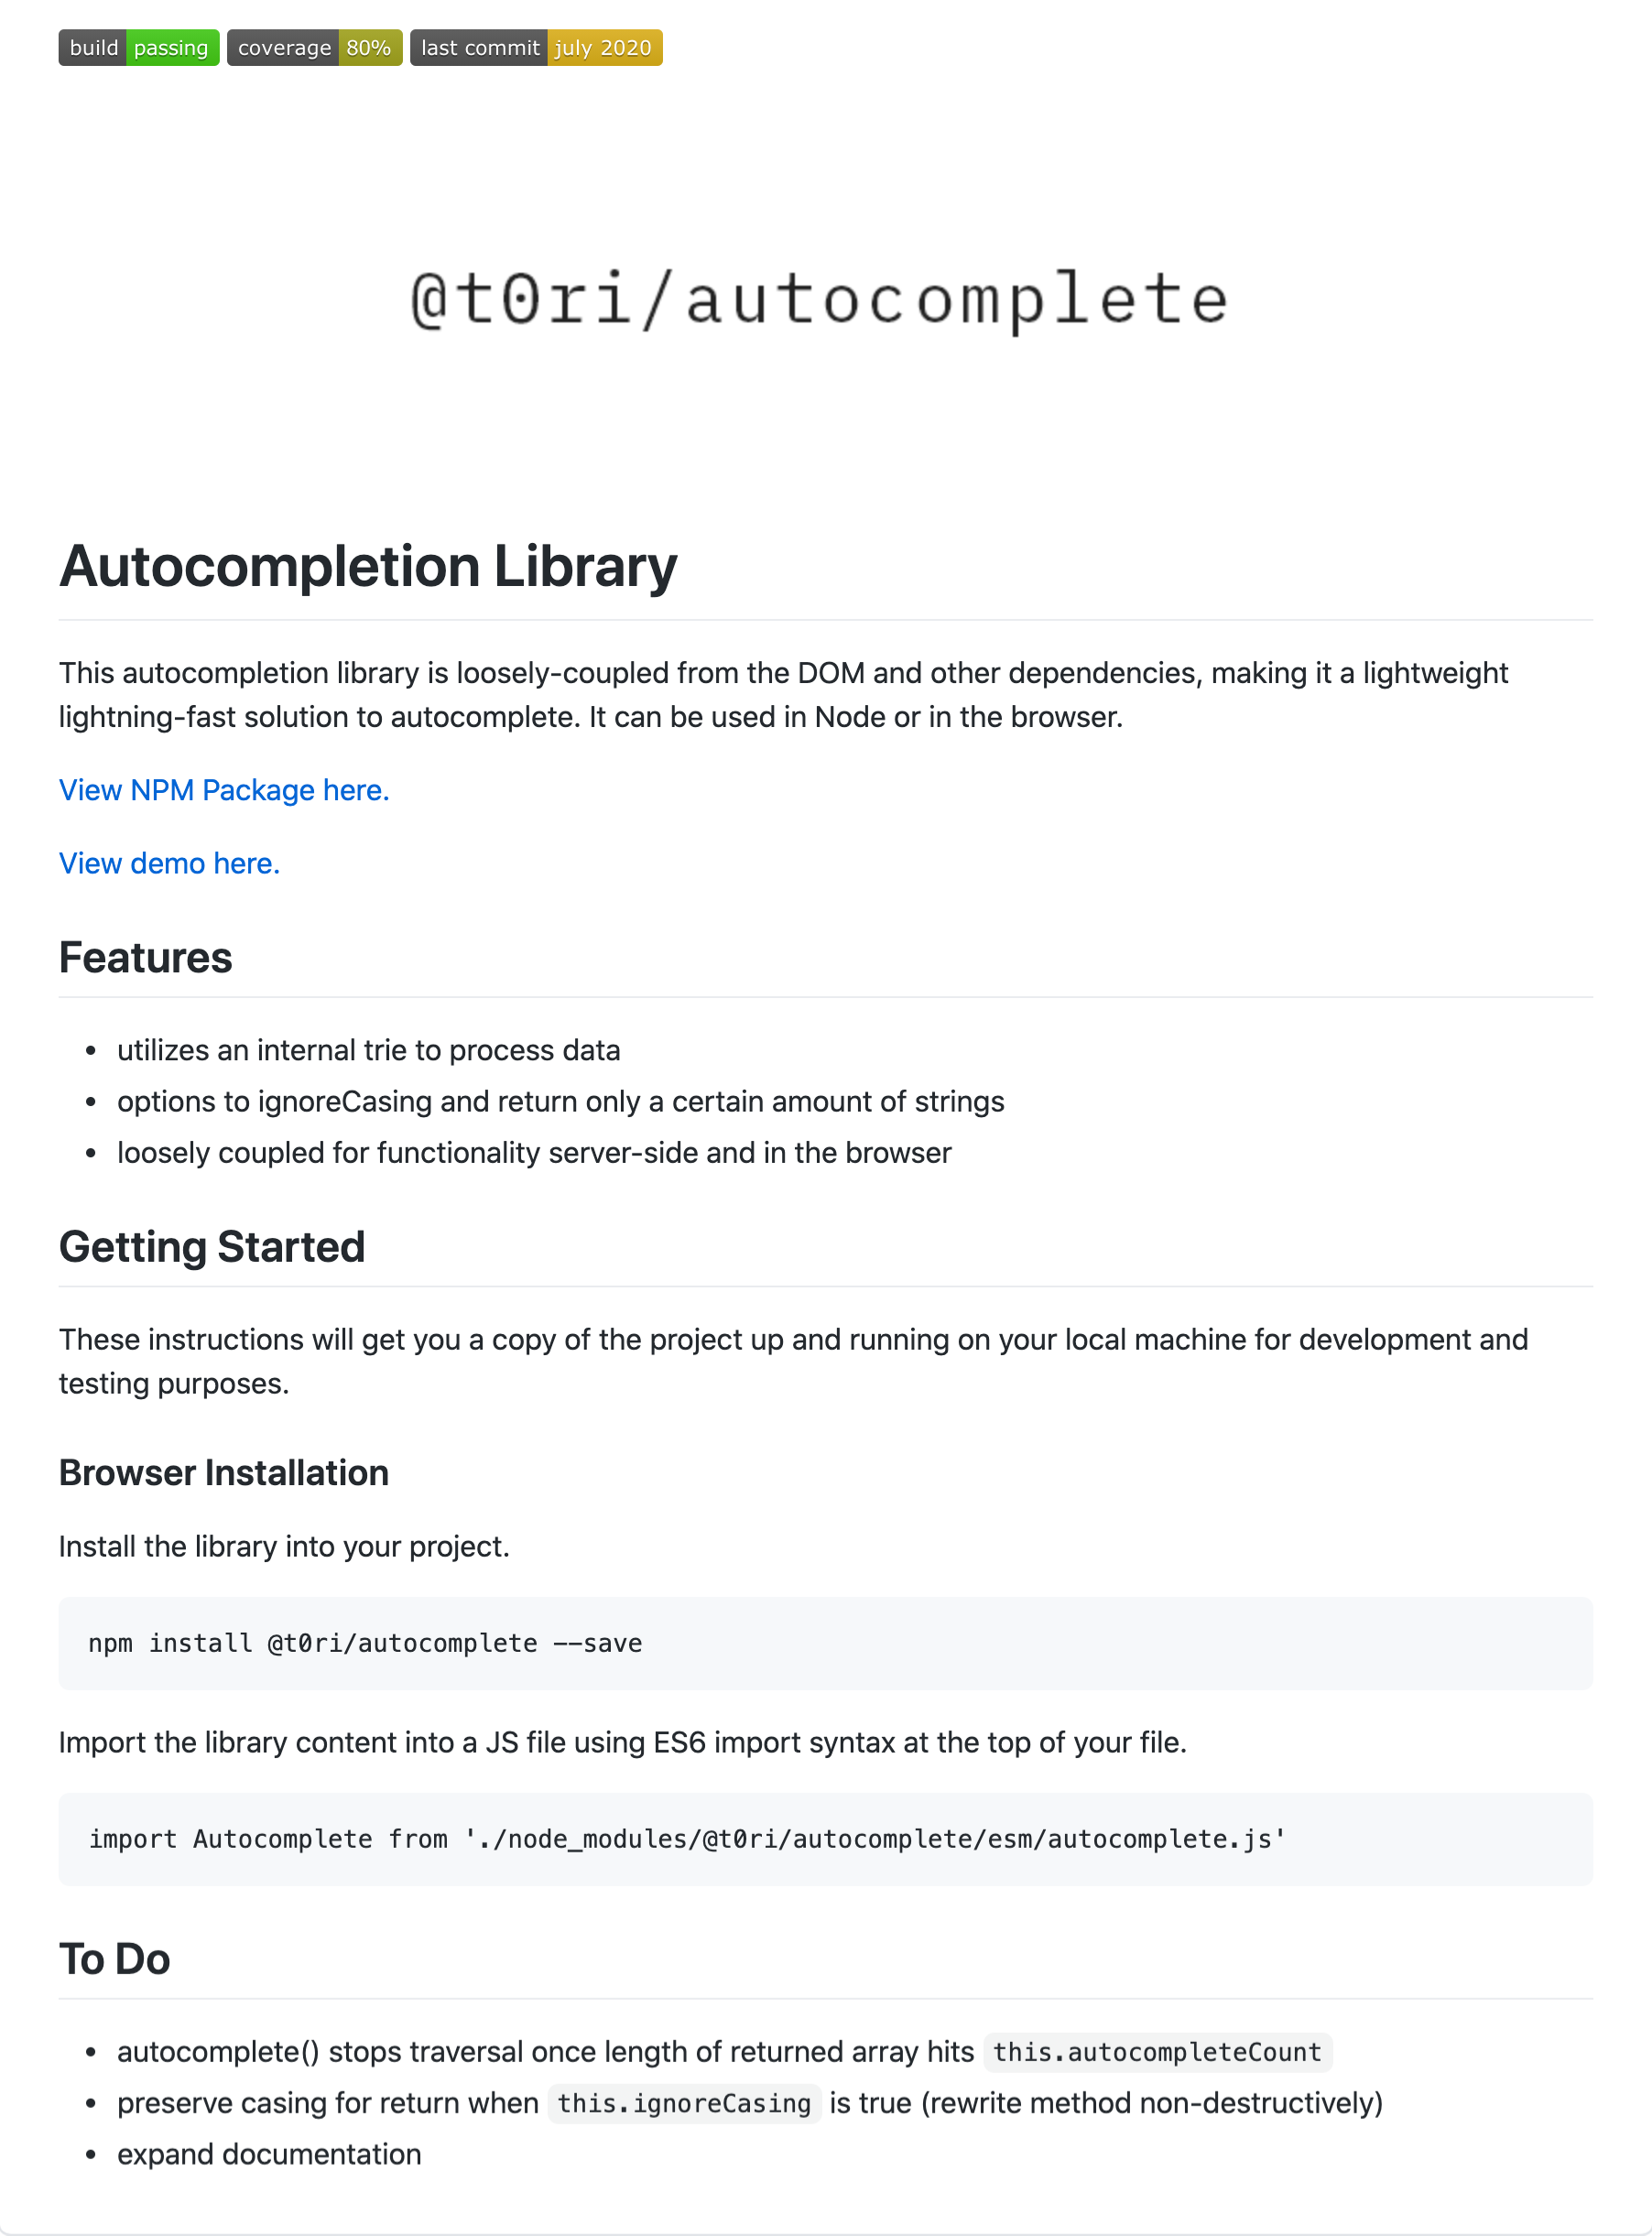 build passing coverage 80% last commit july 2020
@t0ri/autocomplete
Autocompletion Library
This autocompletion library is loosely-coupled from the DOM and other dependencies, making it a lightweight
lightning-fast solution to autocomplete. It can be used in Node or in the browser.
View NPM Package here.
View demo here.
Features
• utilizes an internal trie to process data
• options to ignoreCasing and return only a certain amount of strings
• loosely coupled for functionality server-side and in the browser
Getting Started
These instructions will get you a copy of the project up and running on your local machine for development and
testing purposes.
Browser Installation
Install the library into your project.
npm install @t0ri/autocomplete --save
Import the library content into a JS file using ES6 import syntax at the top of your file.
import Autocomplete from './node_modules/@t0ri/autocomplete/esm/autocomplete.js'
To Do
• autocomplete() stops traversal once length of returned array hits this.autocompleteCount
• preserve casing for return when this.ignoreCasing is true (rewrite method non-destructively)
• expand documentation